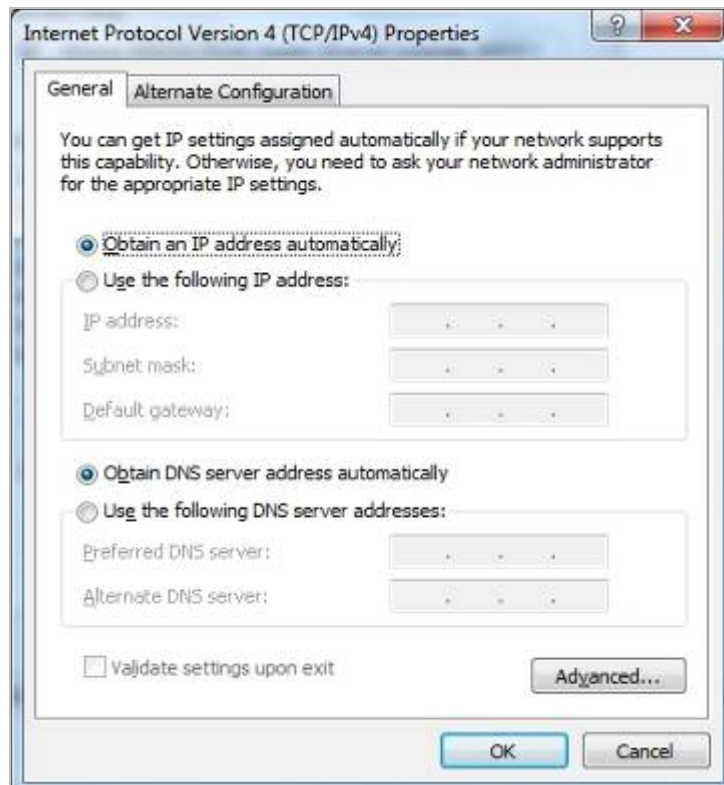 Internet Protocol Version 4 (TCP/IPv4) Properties
General
Alternate Configuration
You can get IP settings assigned automatically if your network supports
this capability. Otherwise, you need to ask your network administrator
for the appropriate IP settings.
Obtain an IP address automatically
Use the following IP address:
IP address:
Subnet mask:
Default gateway:
Obtain DNS server address automatically
Use the following DNS server addresses:
Preferred DNS server:
Alternate DNS server:
Validate settings upon exit
Advanced...
OK
Cancel